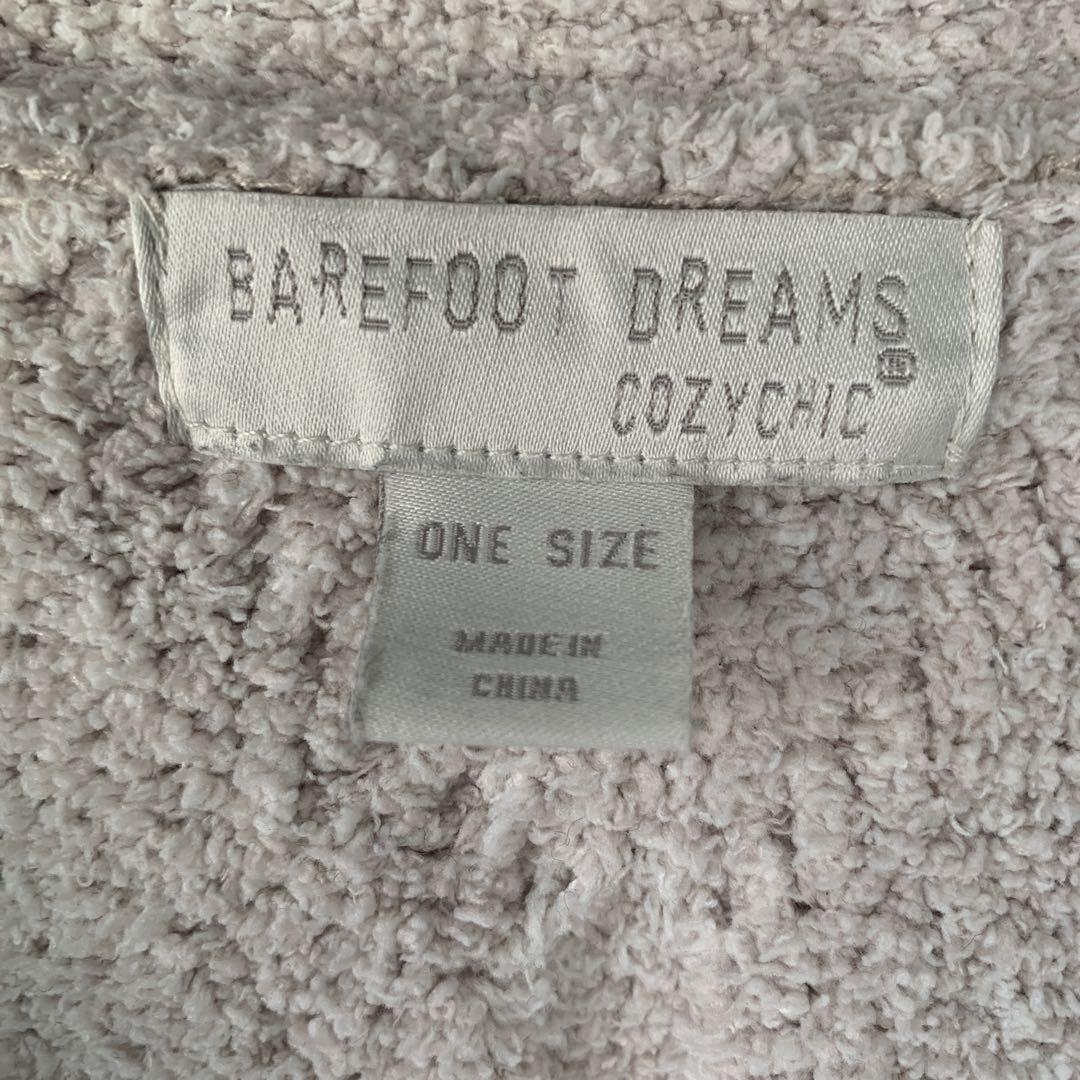 BAREFOOT DREAMS®
COZYCHIC
ONE SIZE
MADE IN
CHINA